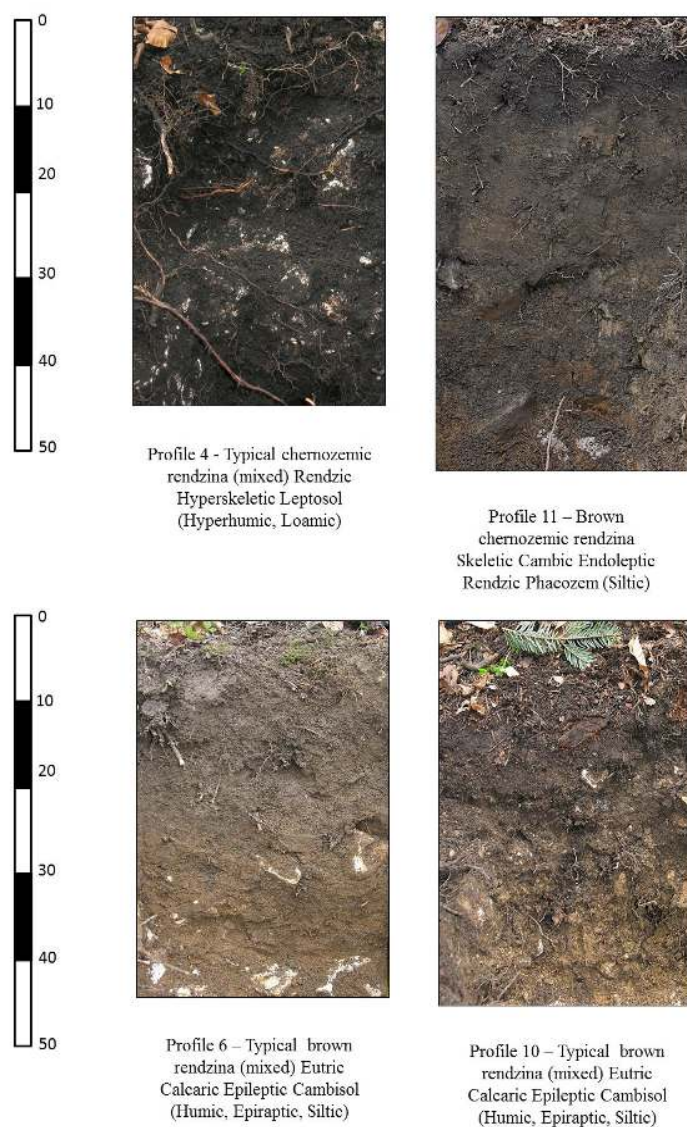 0
10
20
30
40
50
Profile 4 - Typical chernozemic
rendzina (mixed) Rendzic
Hyperskeletic Leptosol
(Hyperhumic, Loamic)
Profile 11 – Brown
chernozemic rendzina
Skeletic Cambic Endoleptic
Rendzic Phaeozem (Siltic)
0
10
20
30
40
50
Profile 6 – Typical brown
rendzina (mixed) Eutric
Calcaric Epileptic Cambisol
(Humic, Epiraptic, Siltic)
Profile 10 – Typical brown
rendzina (mixed) Eutric
Calcaric Epileptic Cambisol
(Humic, Epiraptic, Siltic)